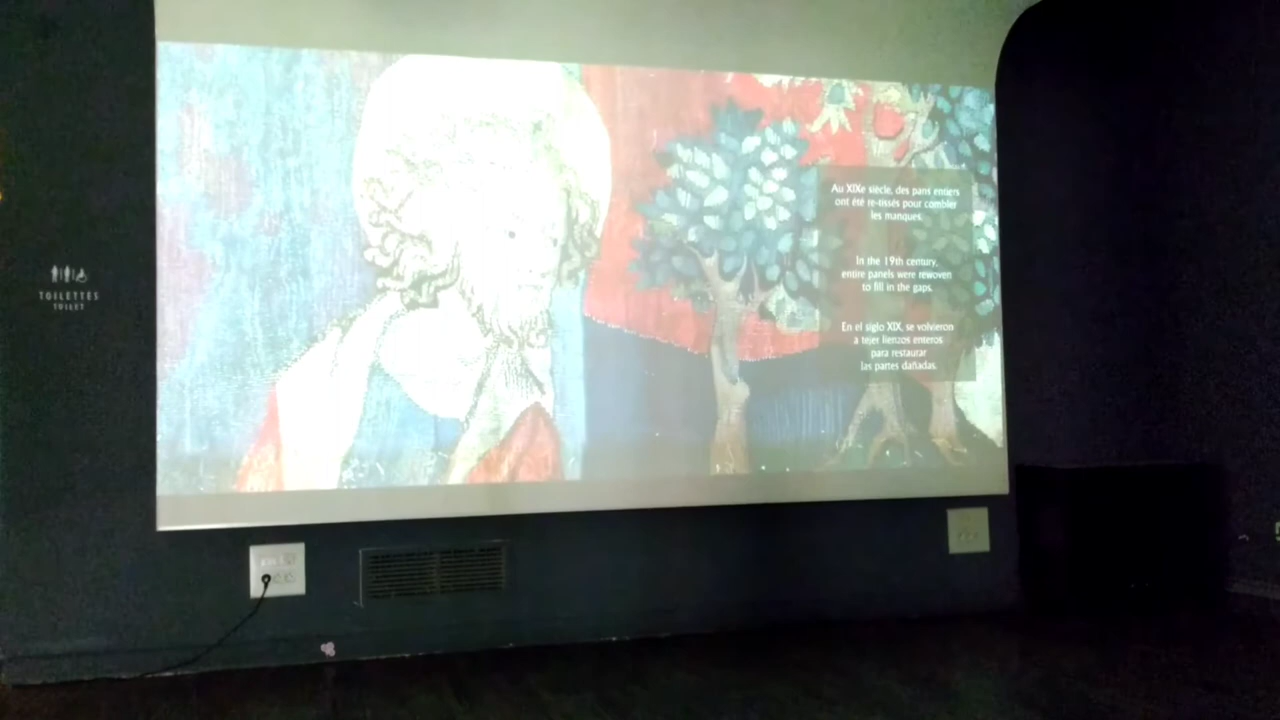 TOILETTES
TOILET
Au XIXe siècle, des pans entiers
ont été re-tissés pour combler
les manques.
In the 19th century,
entire panels were rewoven
to fill in the gaps.
En el siglo XIX, se volvieron
a tejer lienzos enteros
para restaurar
las partes dañadas.